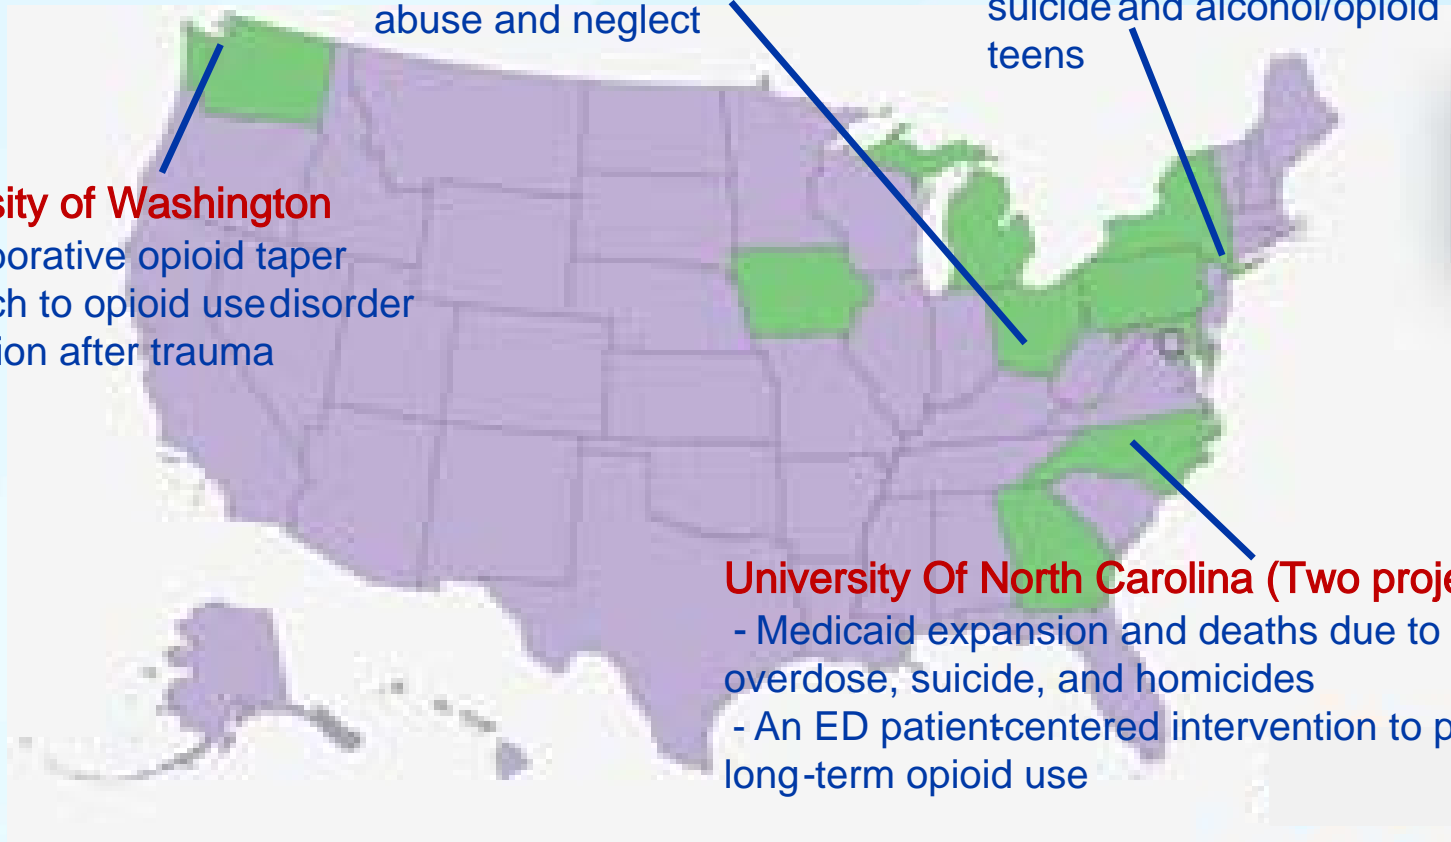 abuse and neglect
suicide and alcohol/opioid
teens
sity of Washington
orative opioid taper
ch to opioid use disorder
ion after trauma
University Of North Carolina (Two proje
- Medicaid expansion and deaths due to
overdose, suicide, and homicides
- An ED patient-centered intervention to p
long-term opioid use